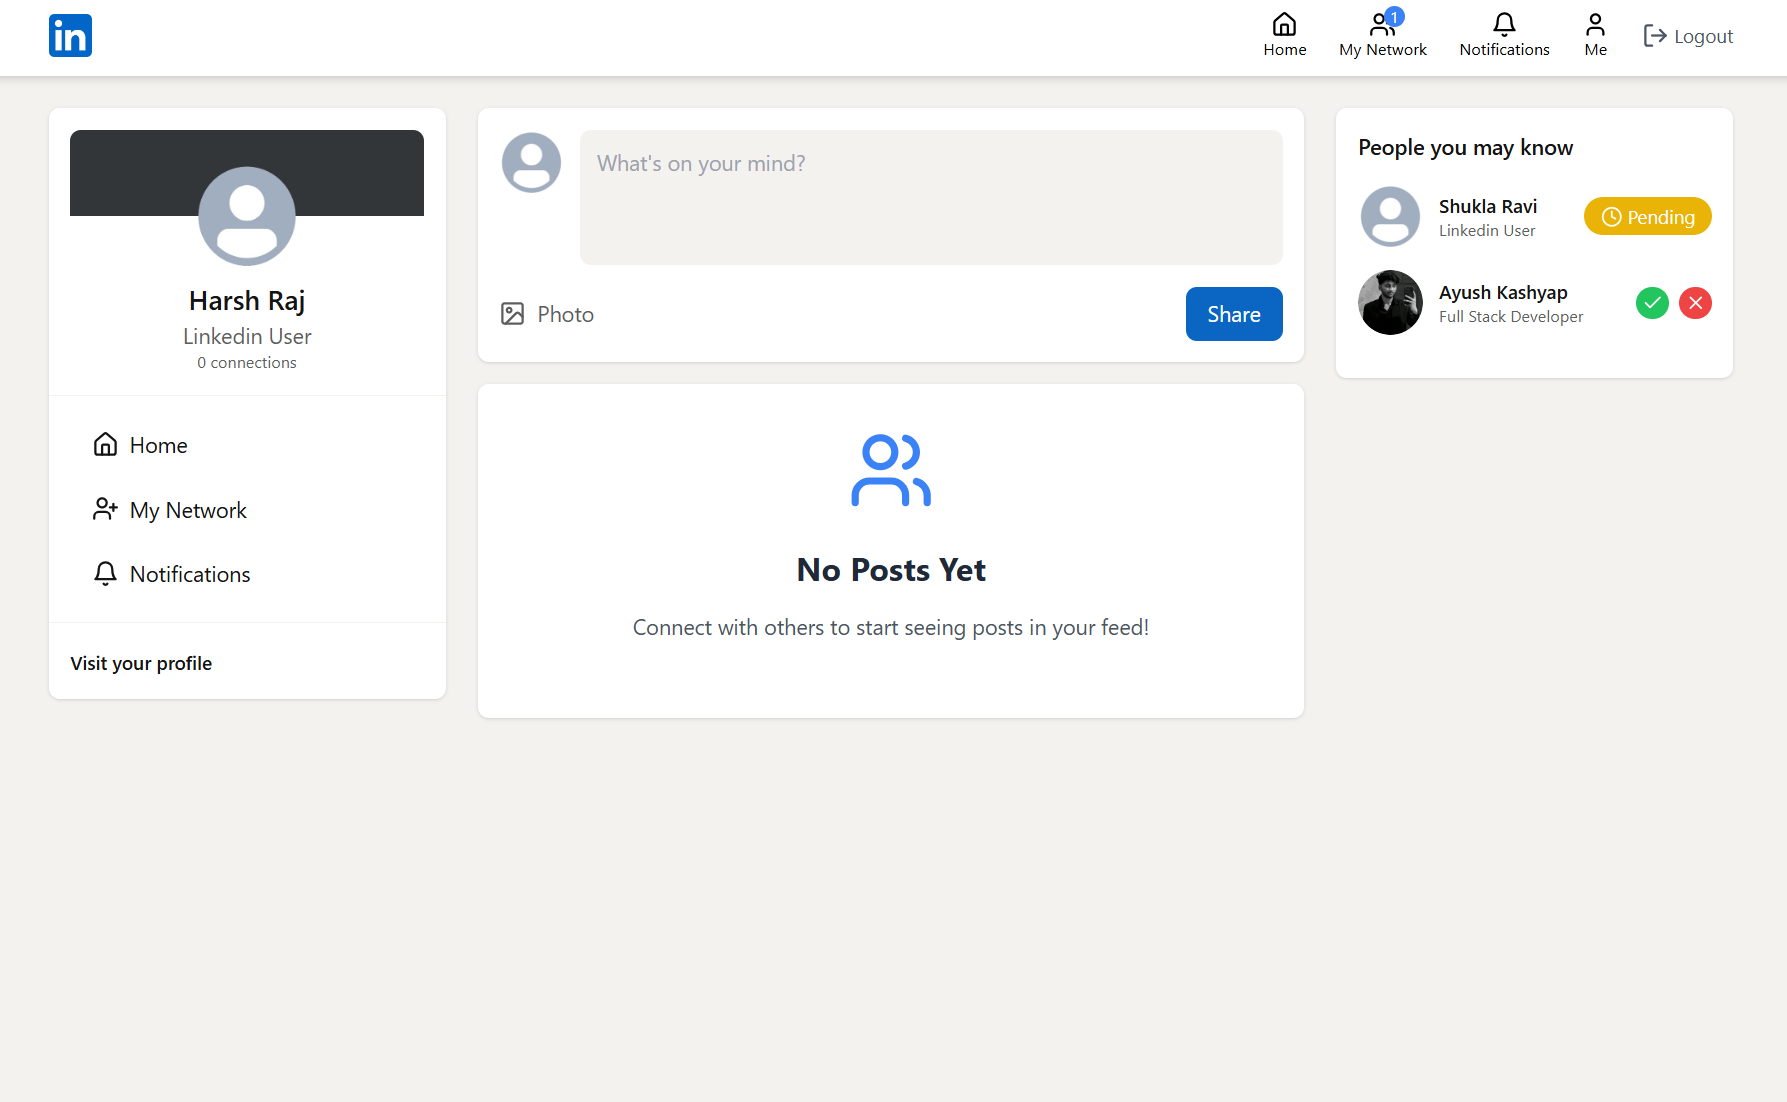 in
Home
1
My Network
Notifications
Me
Logout
Harsh Raj
Linkedin User
0 connections
Home
My Network
Notifications
Visit your profile
What's on your mind?
Photo
Share
No Posts Yet
Connect with others to start seeing posts in your feed!
People you may know
Shukla Ravi
Linkedin User
Pending
Ayush Kashyap
Full Stack Developer